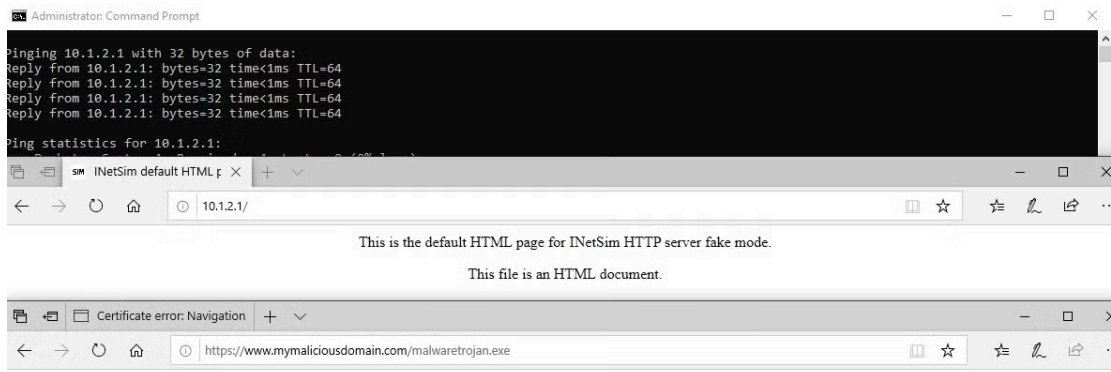 Administrator: Command Prompt
Pinging 10.1.2.1 with 32 bytes of data:
Reply from 10.1.2.1: bytes=32 time<1ms TTL=64
Reply from 10.1.2.1: bytes=32 time<1ms TTL=64
Reply from 10.1.2.1: bytes=32 time<1ms TTL=64
Reply from 10.1.2.1: bytes=32 time<1ms TTL=64
Ping statistics for 10.1.2.1:
SIM INetSim default HTML p
10.1.2.1/
This is the default HTML page for INetSim HTTP server fake mode.
This file is an HTML document.
Certificate error: Navigation
https://www.mymaliciousdomain.com/malwaretrojan.exe